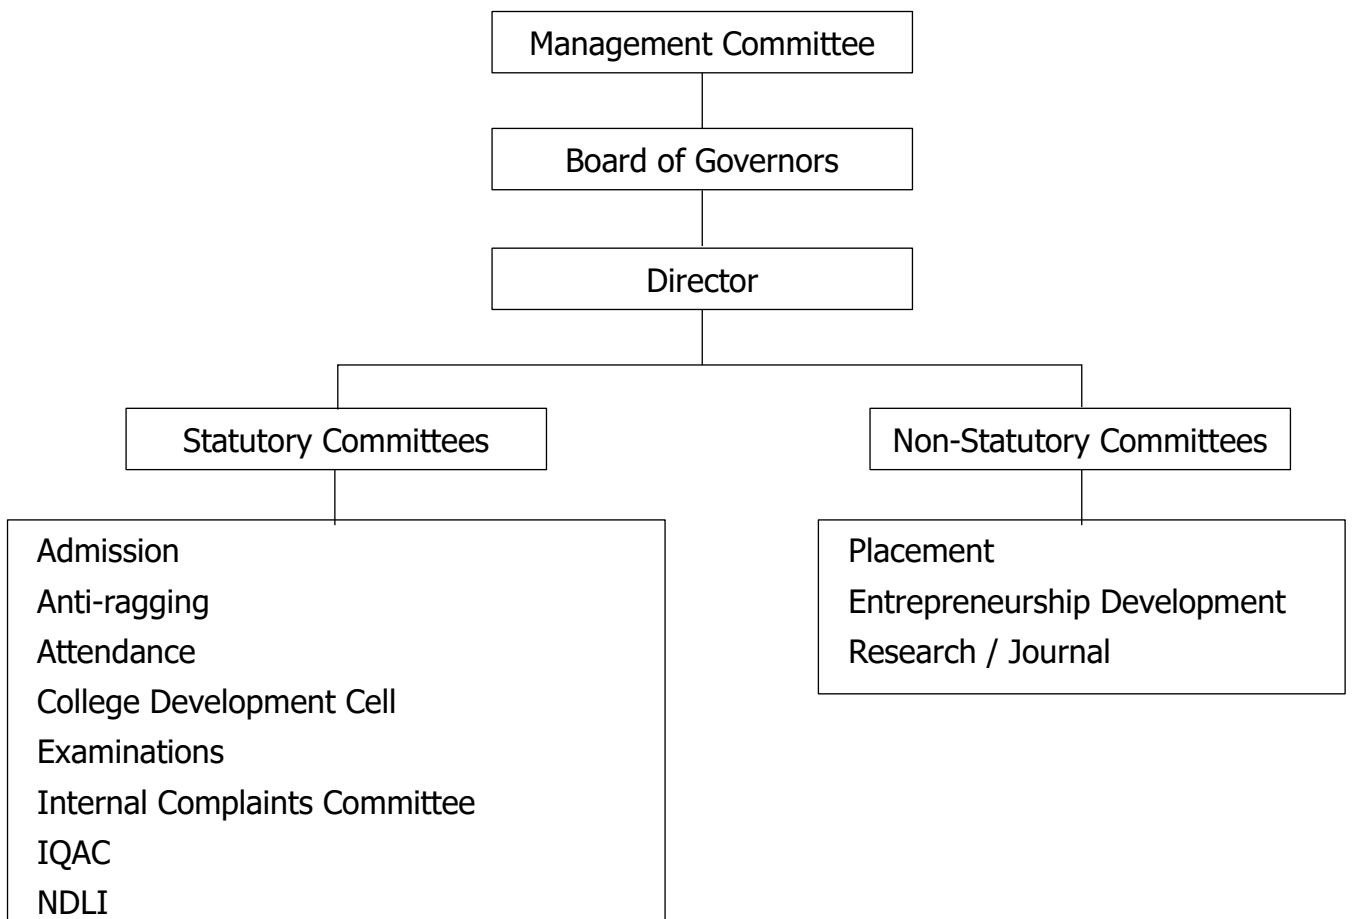 Management Committee
Board of Governors
Director
Statutory Committees
Non-Statutory Committees
Admission
Anti-ragging
Attendance
College Development Cell
Examinations
Internal Complaints Committee
IQAC
NDLI
Placement
Entrepreneurship Development
Research / Journal